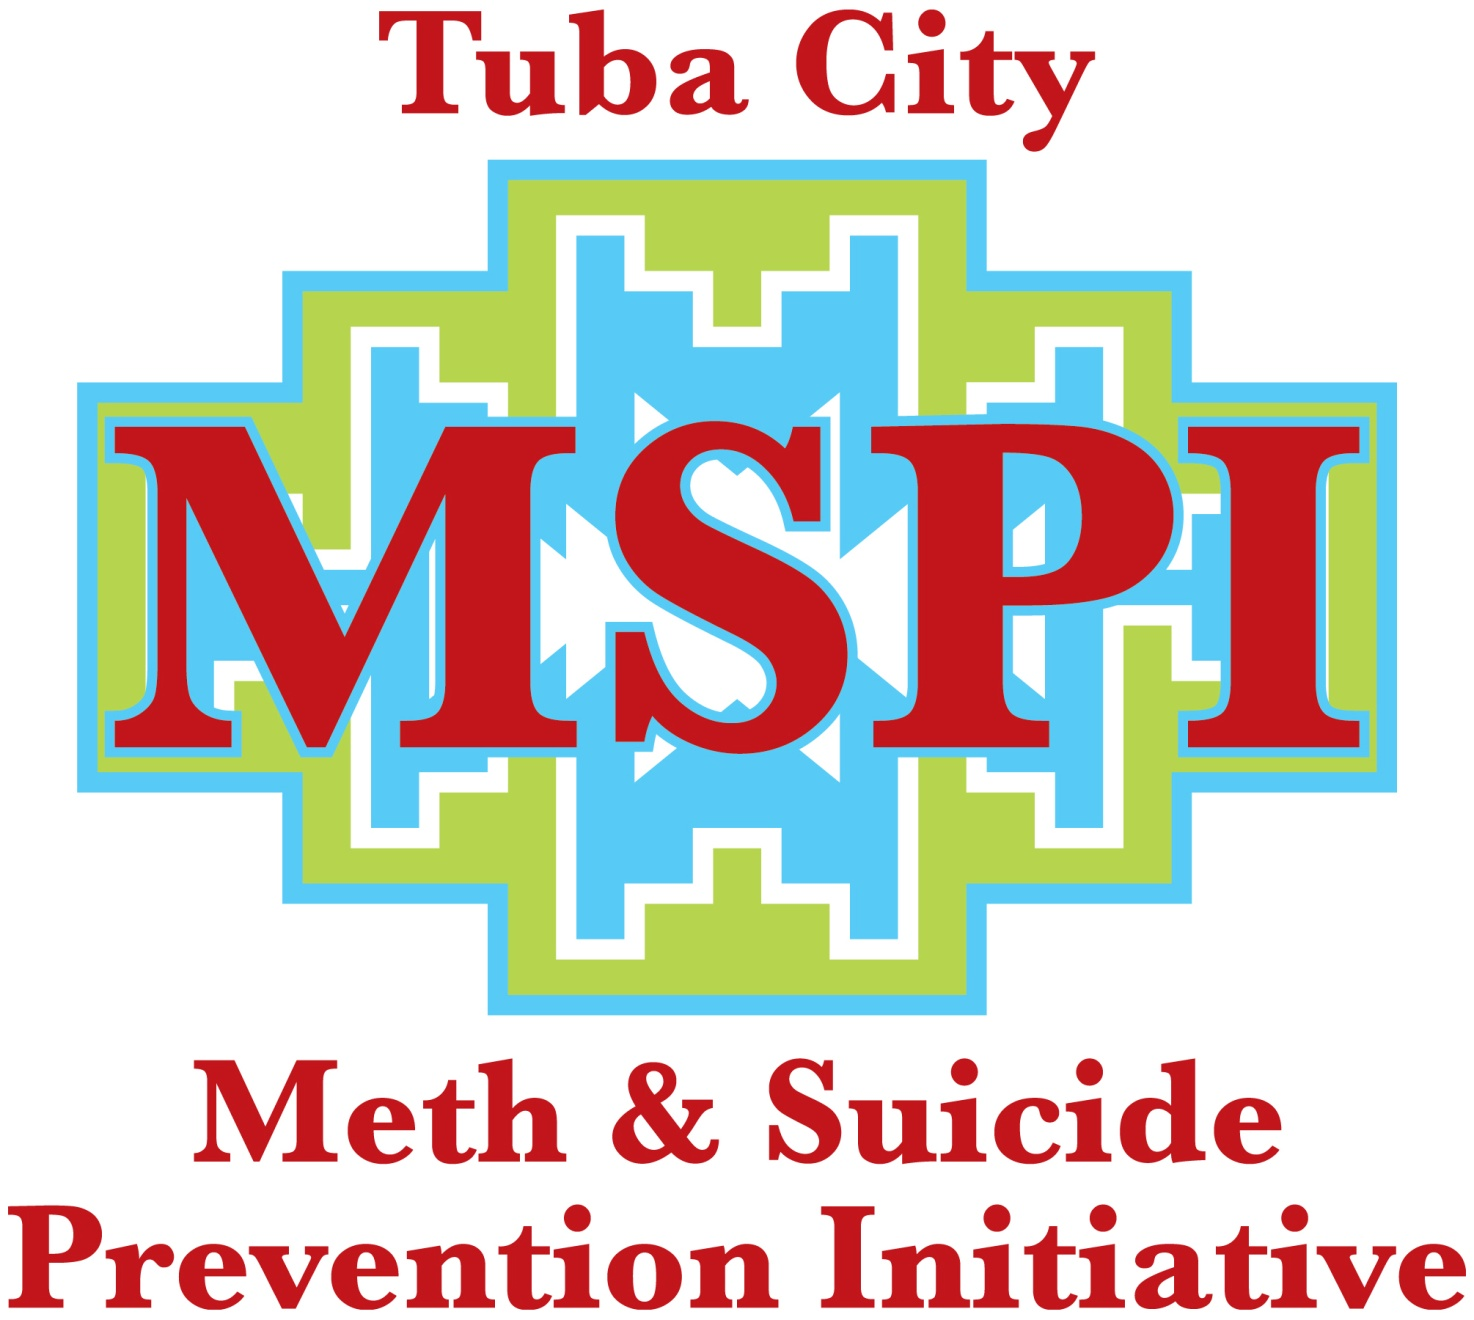 Tuba City
MSPI
Meth & Suicide
Prevention Initiative